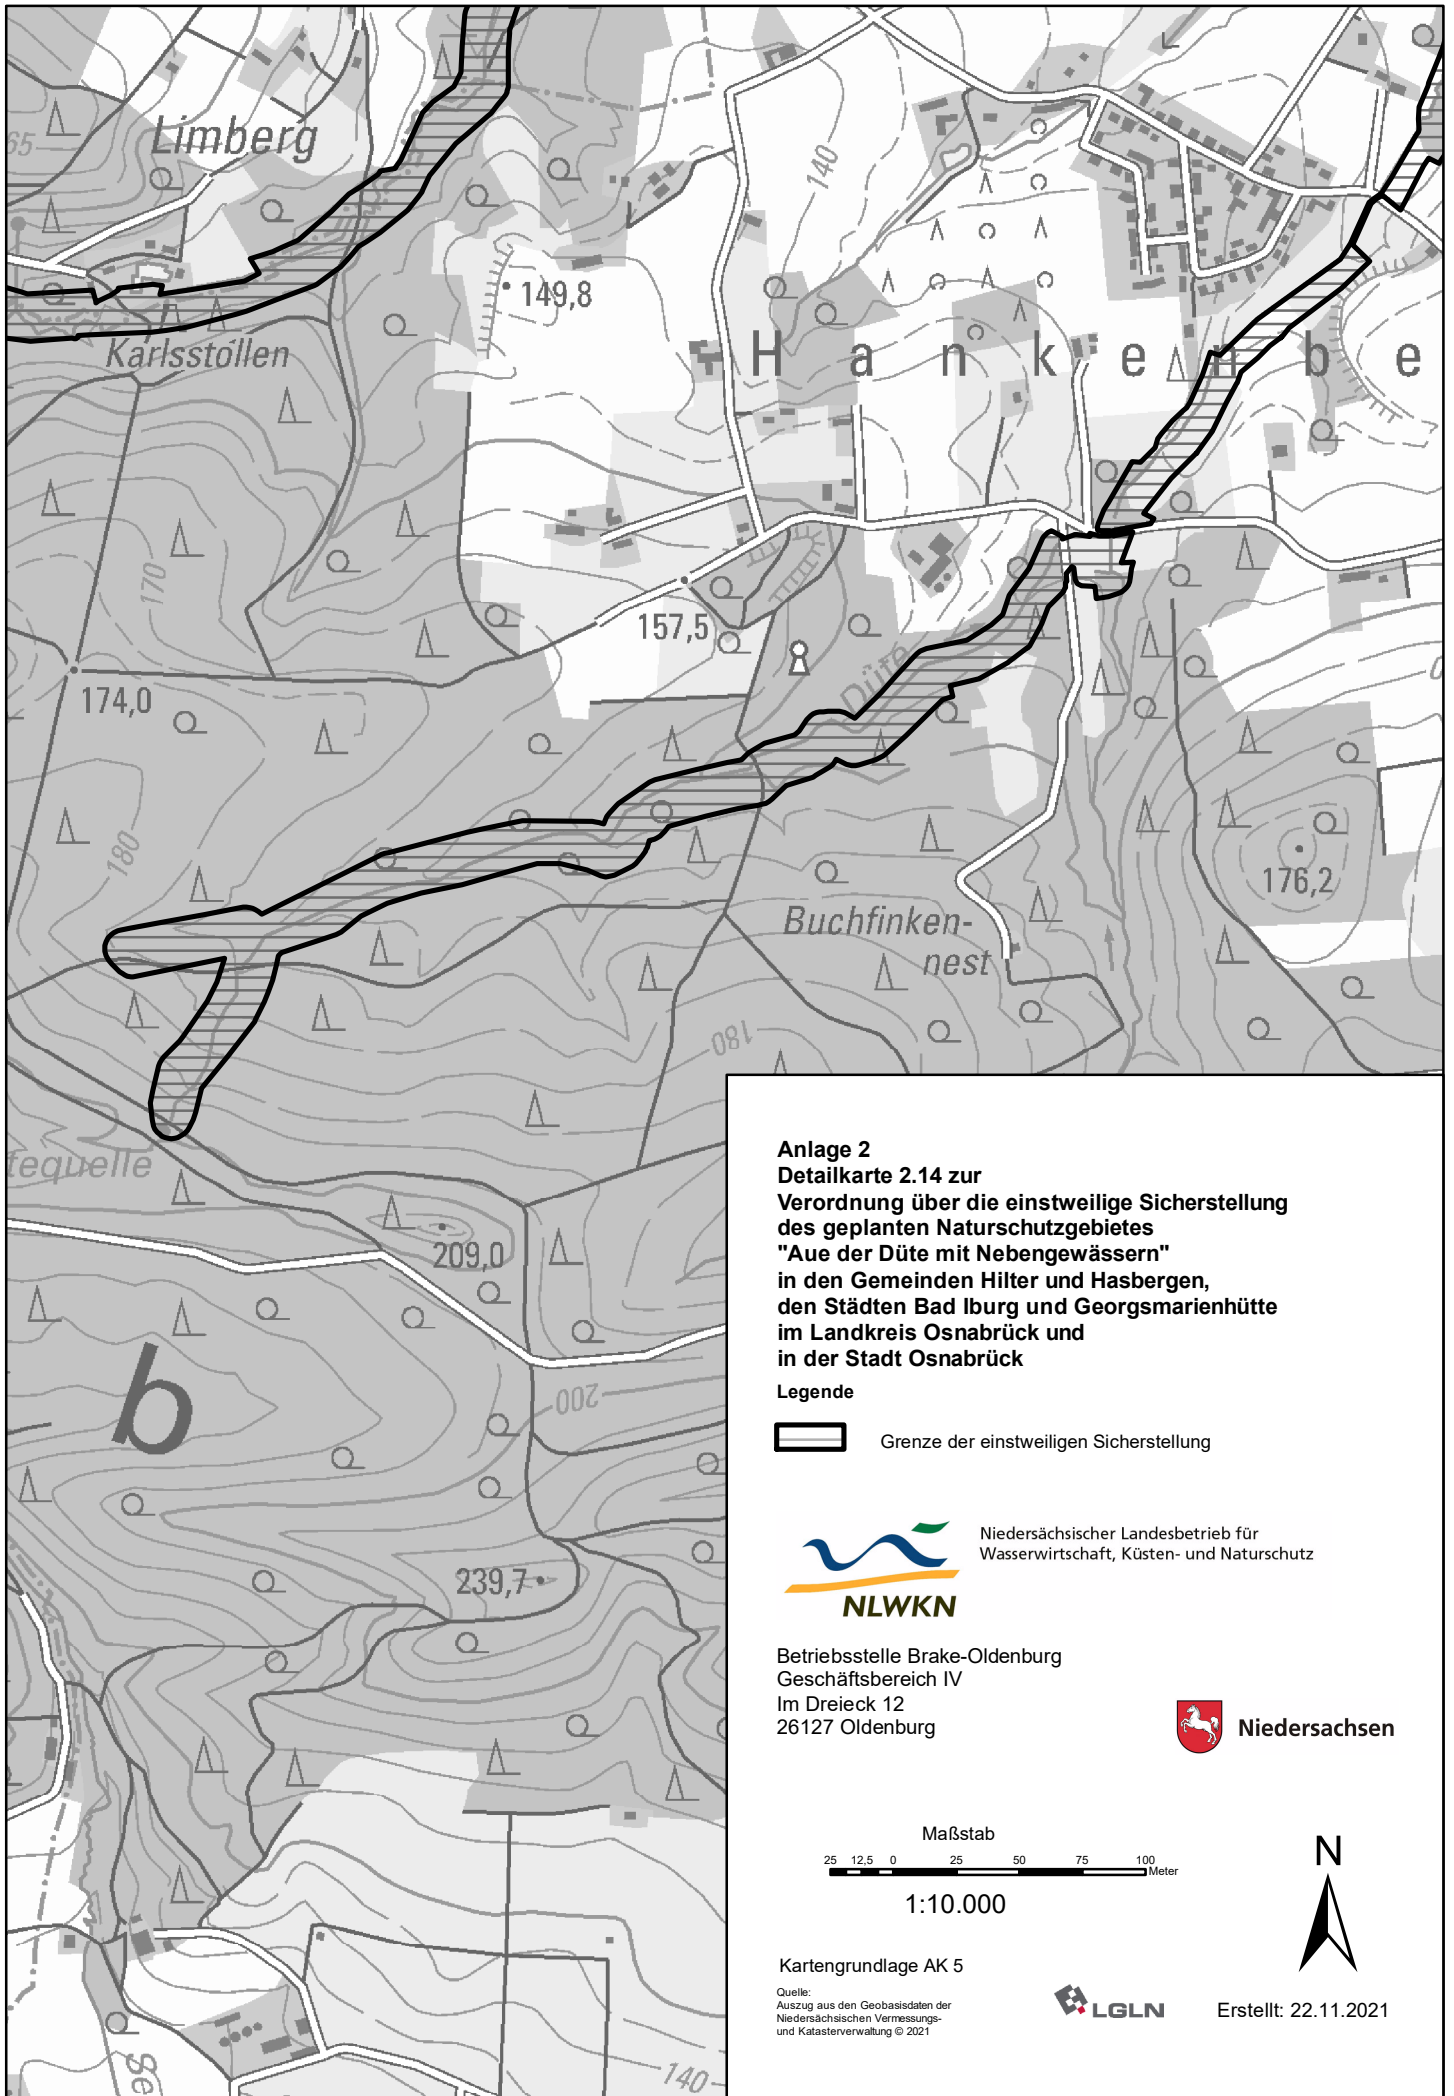 65
Limberg
140
149,8
Karlsstollen
H a n k e n b e
170
157,5
174,0
Düte
180
176,2
Buchfinken-
nest
180
tequelle
209,0
b
200
239,7
Se
140
Anlage 2
Detailkarte 2.14 zur
Verordnung über die einstweilige Sicherstellung
des geplanten Naturschutzgebietes
"Aue der Düte mit Nebengewässern"
in den Gemeinden Hilter und Hasbergen,
den Städten Bad Iburg und Georgsmarienhütte
im Landkreis Osnabrück und
in der Stadt Osnabrück
Legende
Grenze der einstweiligen Sicherstellung
Niedersächsischer Landesbetrieb für
Wasserwirtschaft, Küsten- und Naturschutz
NLWKN
Betriebsstelle Brake-Oldenburg
Geschäftsbereich IV
Im Dreieck 12
26127 Oldenburg
Niedersachsen
Maßstab
25 12,5 0 25 50 75 100
Meter
1:10.000
N
Kartengrundlage AK 5
Quelle:
Auszug aus den Geobasisdaten der
Niedersächsischen Vermessungs-
und Katasterverwaltung © 2021
LGLN
Erstellt: 22.11.2021